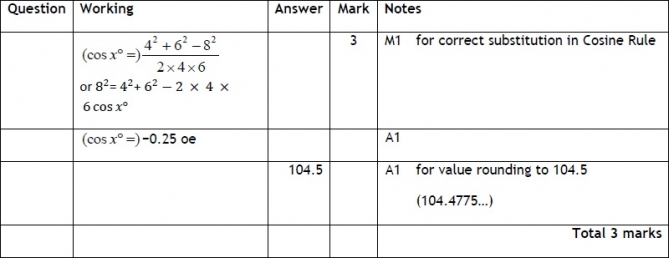 Question Working Answer Mark Notes
(cos x° =) (4² + 6² − 8²) / (2 × 4 × 6) 3 M1 for correct substitution in Cosine Rule
or 8²= 4²+ 6² − 2 × 4 ×
6 cos x°
(cos x° =) −0.25 oe A1
104.5 A1 for value rounding to 104.5
(104.4775...)
Total 3 marks